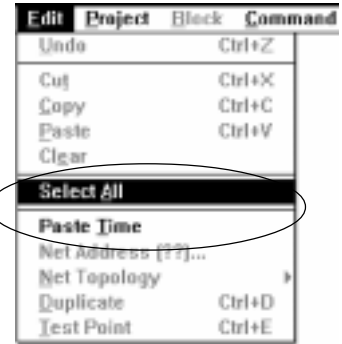 Edit Project Block Command
Undo Ctrl+Z
Cut Ctrl+X
Copy Ctrl+C
Paste Ctrl+V
Clear
Select All
Paste Time
Net Address (??)...
Net Topology
Duplicate Ctrl+D
Test Point Ctrl+E